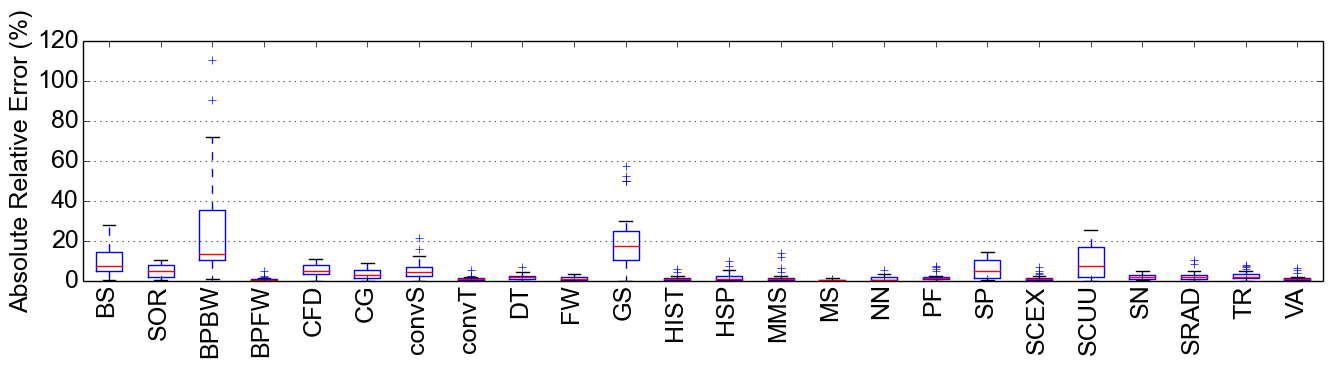 Absolute Relative Error (%)
120
100
80
60
40
20
0
BS
SOR
BPBW
BPFW
CFD
CG
convS
convT
DT
FW
GS
HIST
HSP
MMS
MS
NN
PF
SP
SCEX
SCUU
SN
SRAD
TR
VA